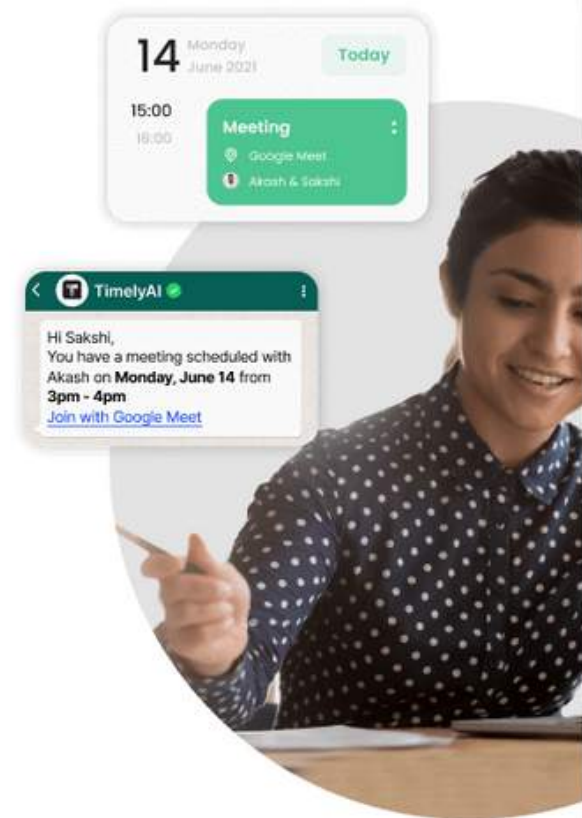 14 Monday
June 2021
Today
15:00
16:00
Meeting
Google Meet
Akash & Sakshi
TimelyAI
Hi Sakshi,
You have a meeting scheduled with
Akash on Monday, June 14 from
3pm - 4pm
Join with Google Meet